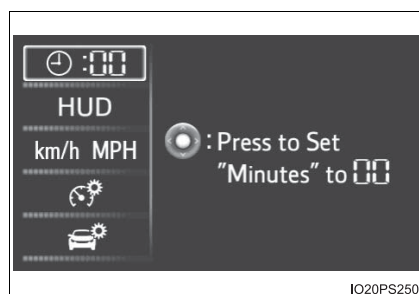 :00
HUD
km/h MPH
: Press to Set
"Minutes" to 00
IO20PS250